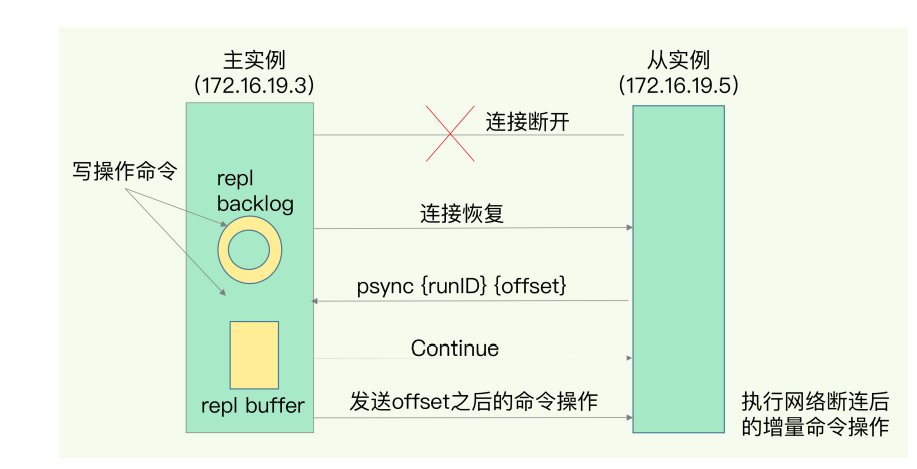 主实例
(172.16.19.3)
从实例
(172.16.19.5)
连接断开
写操作命令
repl
backlog
连接恢复
psync {runID} {offset}
Continue
发送offset之后的命令操作
repl buffer
执行网络断连后
的增量命令操作